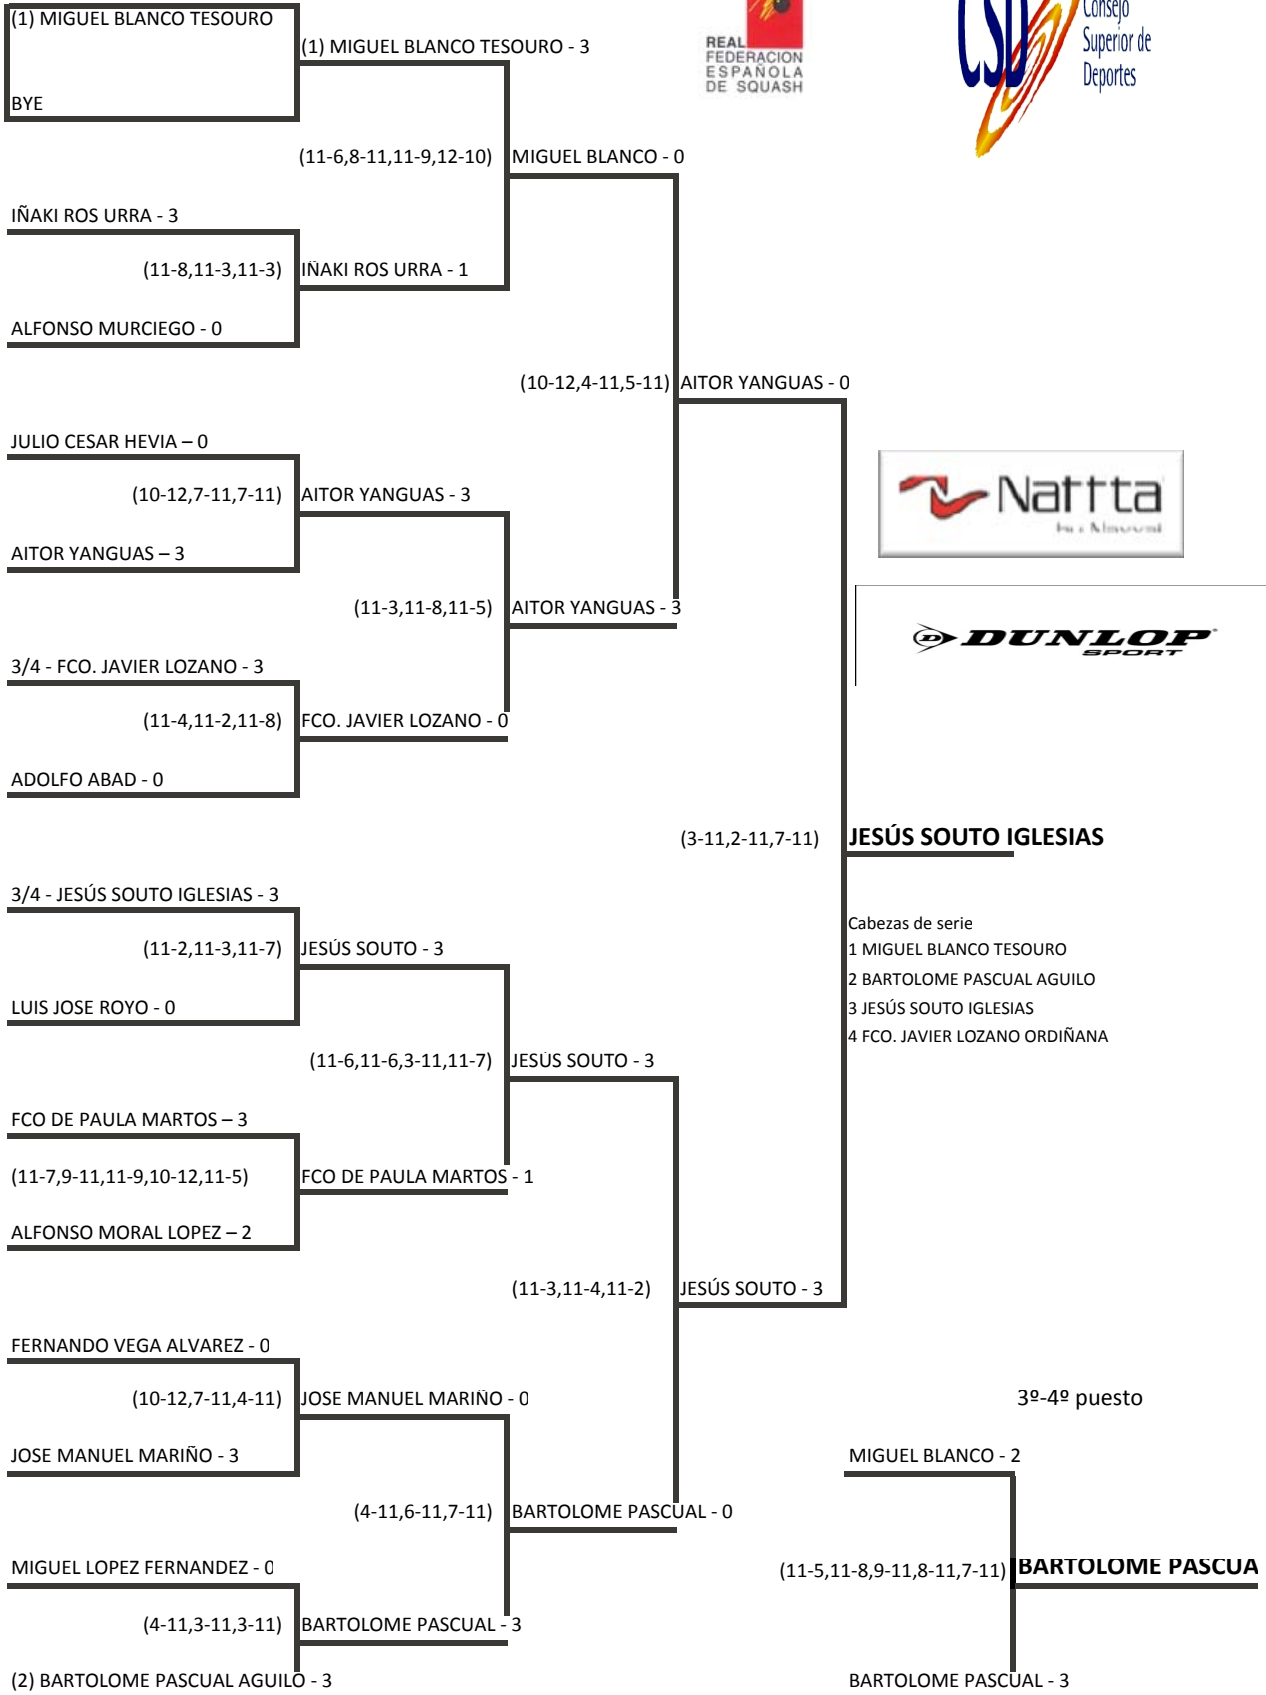 (1) MIGUEL BLANCO TESOURO
(1) MIGUEL BLANCO TESOURO - 3
BYE
REAL
FEDERACION
ESPAÑOLA
DE SQUASH
CSD
Consejo
Superior de
Deportes
(11-6,8-11,11-9,12-10)
MIGUEL BLANCO - 0
IÑAKI ROS URRA - 3
(11-8,11-3,11-3)
IÑAKI ROS URRA - 1
ALFONSO MURCIEGO - 0
(10-12,4-11,5-11)
AITOR YANGUAS - 0
JULIO CESAR HEVIA – 0
(10-12,7-11,7-11)
AITOR YANGUAS - 3
AITOR YANGUAS – 3
Nattta
(11-3,11-8,11-5)
AITOR YANGUAS - 3
DUNLOP
SPORT
3/4 - FCO. JAVIER LOZANO - 3
(11-4,11-2,11-8)
FCO. JAVIER LOZANO - 0
ADOLFO ABAD - 0
(3-11,2-11,7-11)
JESÚS SOUTO IGLESIAS
3/4 - JESÚS SOUTO IGLESIAS - 3
(11-2,11-3,11-7)
JESÚS SOUTO - 3
LUIS JOSE ROYO - 0
Cabezas de serie
1 MIGUEL BLANCO TESOURO
2 BARTOLOME PASCUAL AGUILO
3 JESÚS SOUTO IGLESIAS
4 FCO. JAVIER LOZANO ORDIÑANA
(11-6,11-6,3-11,11-7)
JESÚS SOUTO - 3
FCO DE PAULA MARTOS – 3
(11-7,9-11,11-9,10-12,11-5)
FCO DE PAULA MARTOS - 1
ALFONSO MORAL LOPEZ – 2
(11-3,11-4,11-2)
JESÚS SOUTO - 3
FERNANDO VEGA ALVAREZ - 0
(10-12,7-11,4-11)
JOSE MANUEL MARIÑO - 0
JOSE MANUEL MARIÑO - 3
(4-11,6-11,7-11)
BARTOLOME PASCUAL - 0
MIGUEL LOPEZ FERNANDEZ - 0
(4-11,3-11,3-11)
BARTOLOME PASCUAL - 3
(2) BARTOLOME PASCUAL AGUILO - 3
3º-4º puesto
MIGUEL BLANCO - 2
(11-5,11-8,9-11,8-11,7-11)
BARTOLOME PASCUA
BARTOLOME PASCUAL - 3